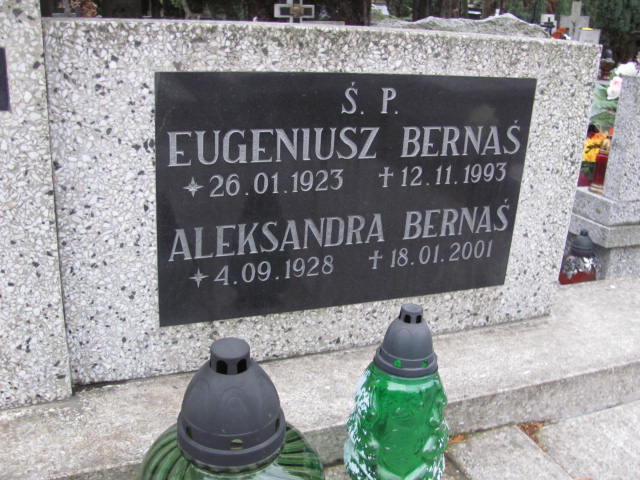 Ś. P.
EUGENIUSZ BERNAŚ
✦ 26.01.1923 † 12.11.1993
ALEKSANDRA BERNAŚ
✦ 4.09.1928 † 18.01.2001